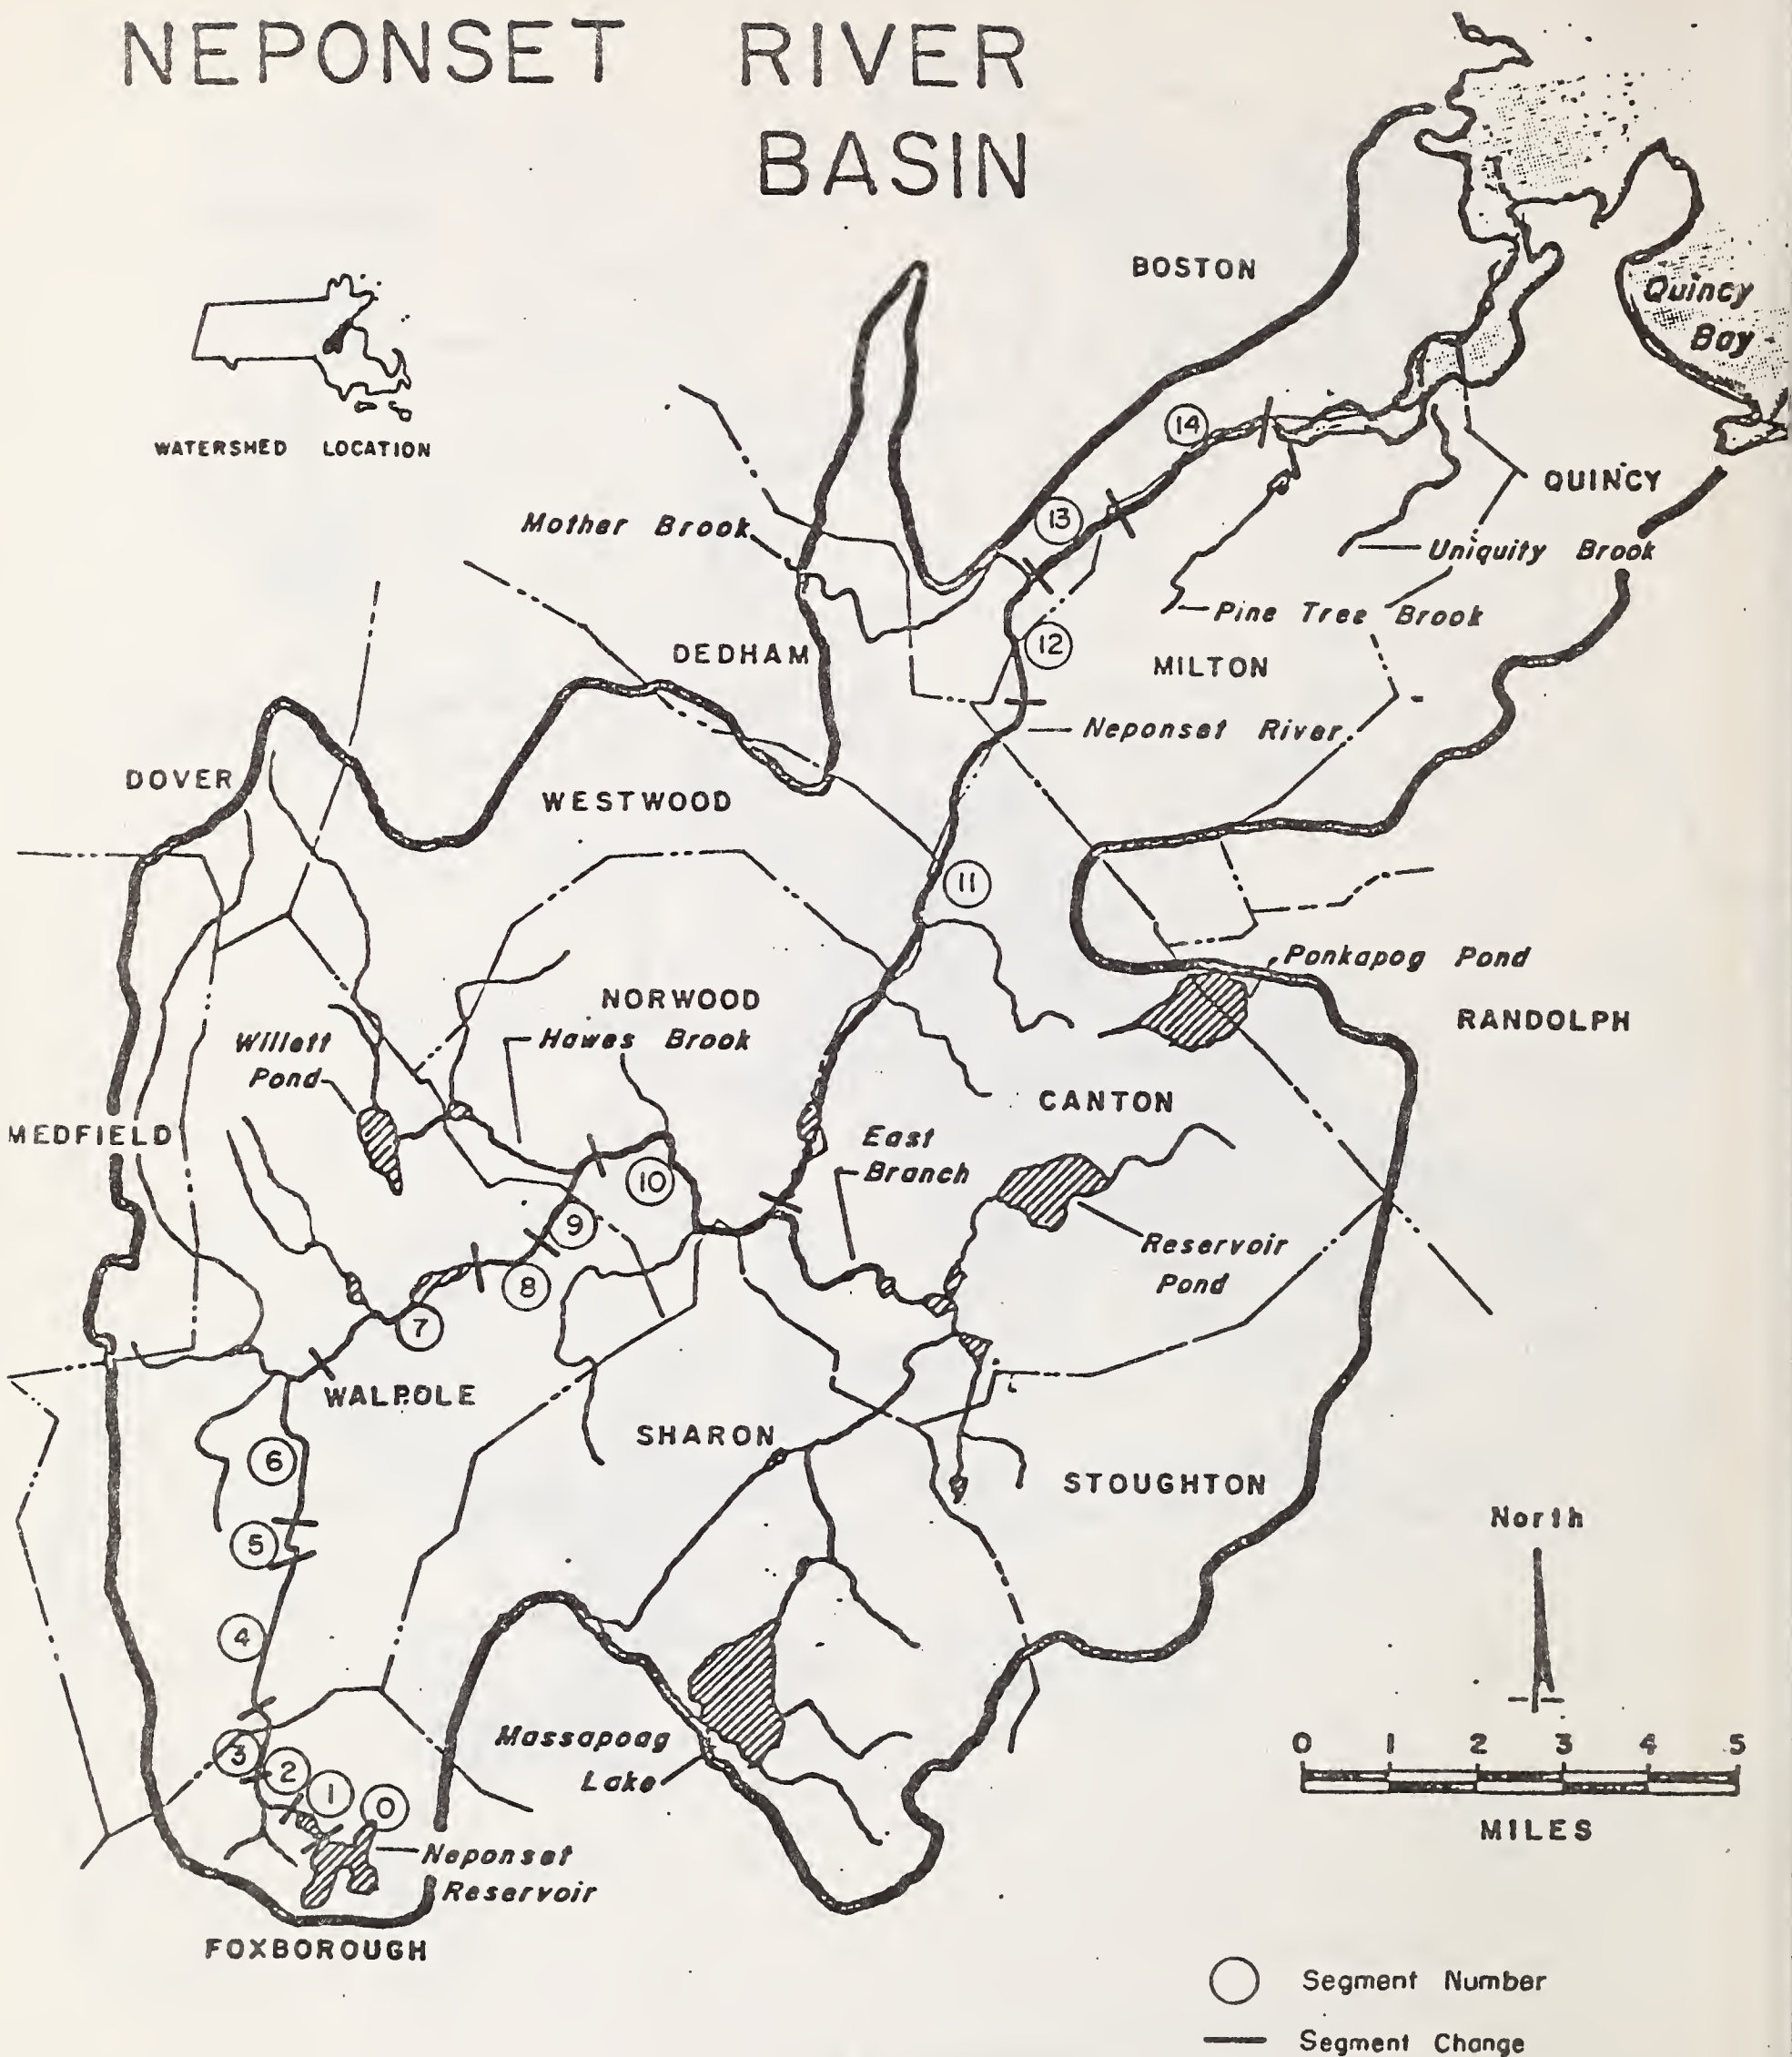 NEPONSET RIVER
BASIN
BOSTON
Quincy
Bay
WATERSHED LOCATION
14
QUINCY
13
Mother Brook
Uniquity Brook
Pine Tree Brook
12
DEDHAM
MILTON
Neponset River
DOVER
WESTWOOD
11
Ponkapog Pond
NORWOOD
RANDOLPH
Hawes Brook
Willett
Pond
CANTON
MEDFIELD
East
Branch
10
9
Reservoir
Pond
8
7
WALPOLE
SHARON
6
STOUGHTON
North
5
4
Massapoag
Lake
0 1 2 3 4 5
MILES
3
2
1
0
Neponset
Reservoir
FOXBOROUGH
Segment Number
Segment Change